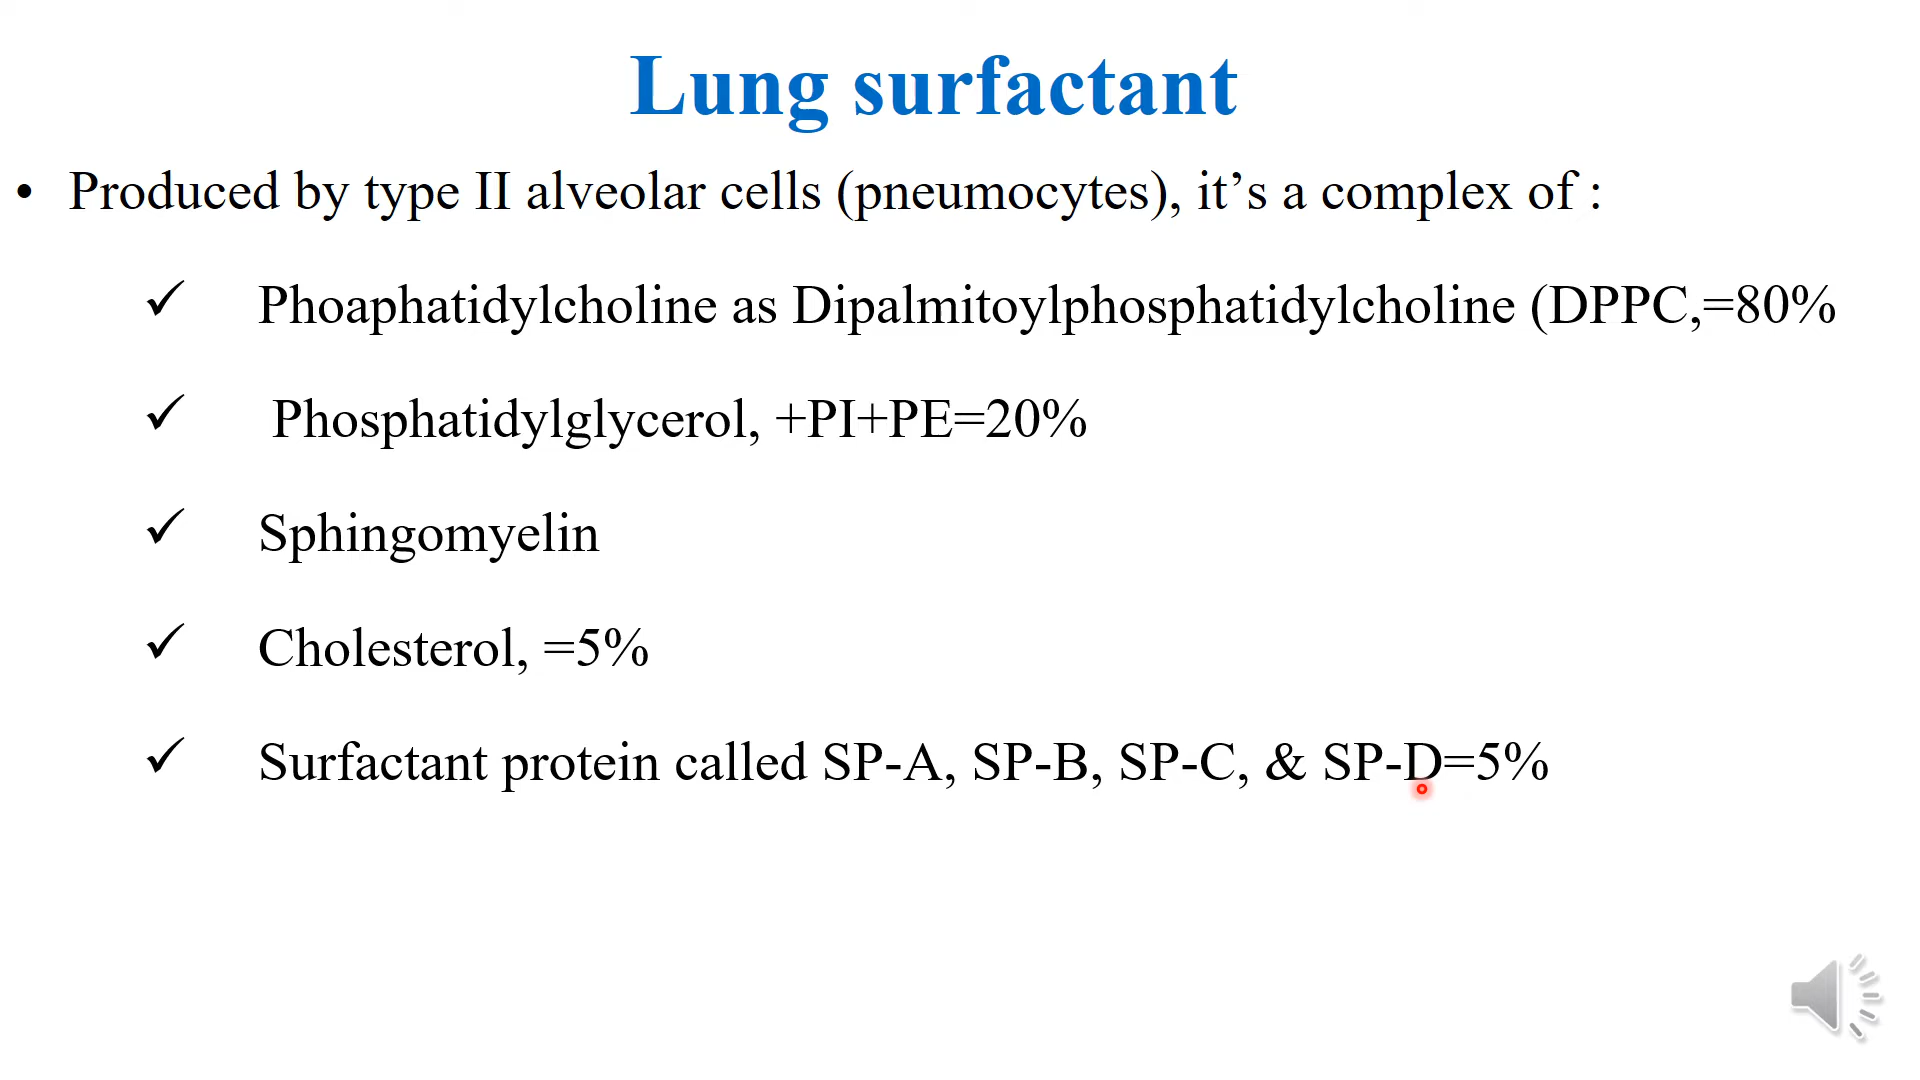 Lung surfactant
• Produced by type II alveolar cells (pneumocytes), it’s a complex of :
✓ Phoaphatidylcholine as Dipalmitoylphosphatidylcholine (DPPC,=80%
✓ Phosphatidylglycerol, +PI+PE=20%
✓ Sphingomyelin
✓ Cholesterol, =5%
✓ Surfactant protein called SP-A, SP-B, SP-C, & SP-D=5%